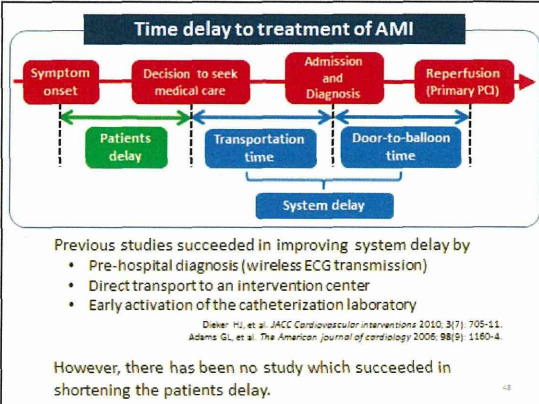 Time delay to treatment of AMI
Symptom onset
Decision to seek medical care
Admission and Diagnosis
Reperfusion (Primary PCI)
Patients delay
Transportation time
Door-to-balloon time
System delay
Previous studies succeeded in improving system delay by
• Pre-hospital diagnosis (wireless ECG transmission)
• Direct transport to an intervention center
• Early activation of the catheterization laboratory
Dieker HJ, et al. JACC Cardiovascular interventions 2010; 3(7): 705-11.
Adams GL, et al. The American journal of cardiology 2006; 98(9): 1160-4.
However, there has been no study which succeeded in
shortening the patients delay.